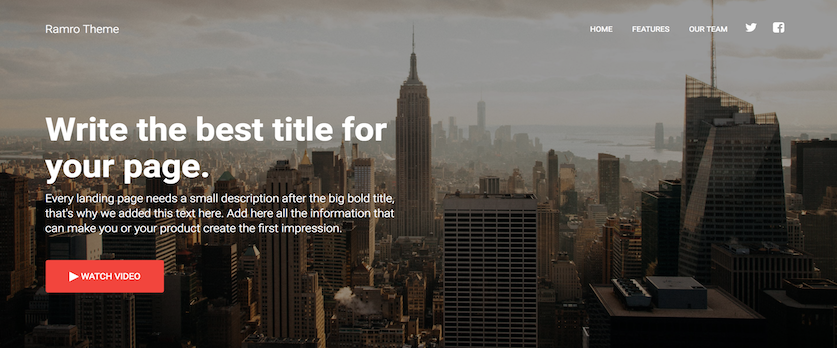 Ramro Theme
HOME FEATURES OUR TEAM
Write the best title for
your page.
Every landing page needs a small description after the big bold title,
that's why we added this text here. Add here all the information that
can make you or your product create the first impression.
WATCH VIDEO